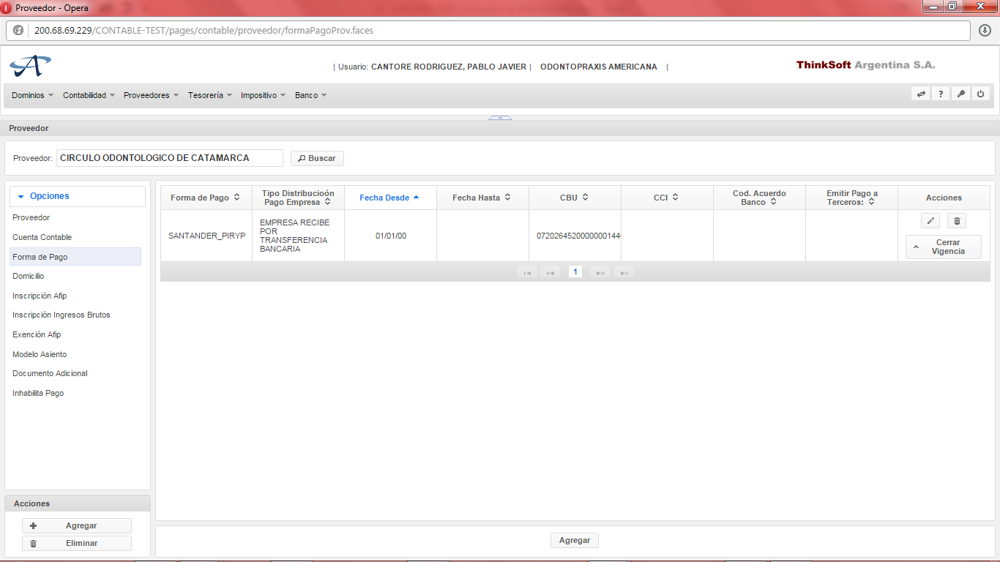 Proveedor - Opera
200.68.69.229/CONTABLE-TEST/pages/contable/proveedor/formaPagoProv.faces
| Usuario: CANTORE RODRIGUEZ, PABLO JAVIER | ODONTOPRAXIS AMERICANA |
ThinkSoft Argentina S.A.
Dominios Contabilidad Proveedores Tesorería Impositivo Banco
?
Proveedor
Proveedor: CIRCULO ODONTOLOGICO DE CATAMARCA Buscar
Opciones
Proveedor
Cuenta Contable
Forma de Pago
Domicilio
Inscripción Afip
Inscripción Ingresos Brutos
Exención Afip
Modelo Asiento
Documento Adicional
Inhabilita Pago
Acciones
Agregar
Eliminar
Forma de Pago
Tipo Distribucioón
Pago Empresa
Fecha Desde
Fecha Hasta
CBU
CCI
Cod. Acuerdo
Banco
Emitir Pago a
Terceros:
Acciones
SANTANDER_PIRYP
EMPRESA RECIBE
POR
TRANSFERENCIA
BANCARIA
01/01/00
Cerrar
Vigencia
1
Agregar